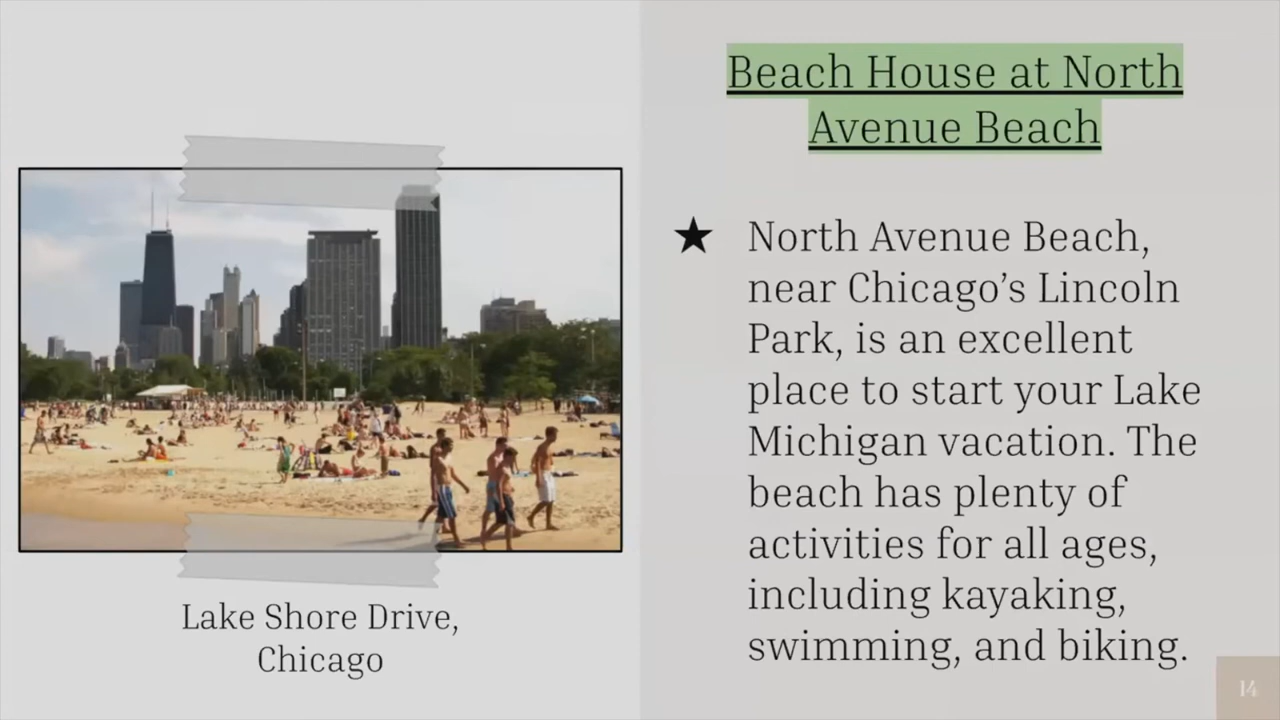 Beach House at North
Avenue Beach
★ North Avenue Beach,
near Chicago’s Lincoln
Park, is an excellent
place to start your Lake
Michigan vacation. The
beach has plenty of
activities for all ages,
including kayaking,
swimming, and biking.
Lake Shore Drive,
Chicago
14